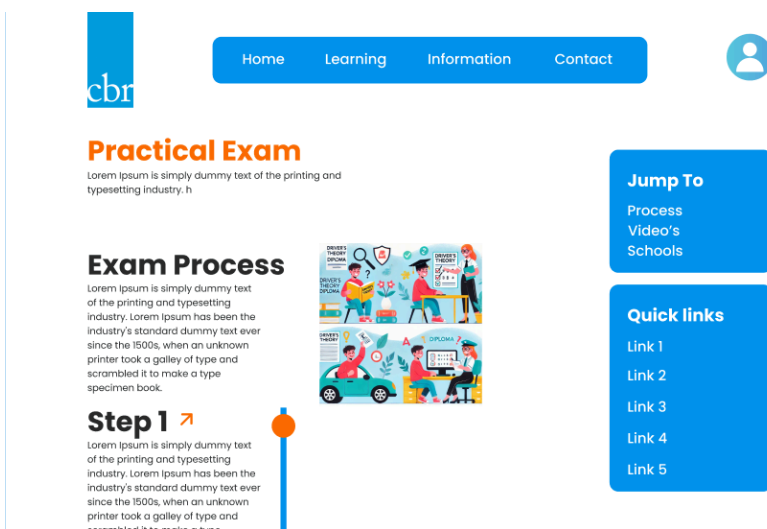 cbr
Home Learning Information Contact
Practical Exam
Lorem Ipsum is simply dummy text of the printing and
typesetting industry. h
Exam Process
Lorem Ipsum is simply dummy text
of the printing and typesetting
industry. Lorem Ipsum has been the
industry's standard dummy text ever
since the 1500s, when an unknown
printer took a galley of type and
scrambled it to make a type
specimen book.
DRIVER'S
THEORY
DIPLOMA
DRIVER'S
THEORY
DIPLOMA
DRIVER'S
THEORY
DIPLOMA
DRIVER'S
THEORY
A
DIPLOMA
?
Step 1
Lorem Ipsum is simply dummy text
of the printing and typesetting
industry. Lorem Ipsum has been the
industry's standard dummy text ever
since the 1500s, when an unknown
printer took a galley of type and
scrambled it to make a type
Jump To
Process
Video's
Schools
Quick links
Link 1
Link 2
Link 3
Link 4
Link 5